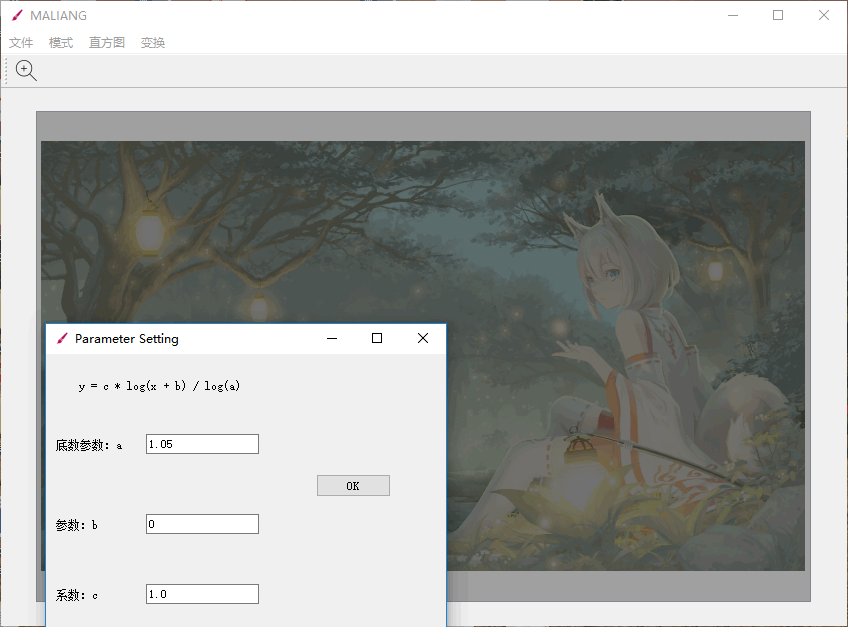 MALIANG
文件 模式 直方图 变换
Parameter Setting
y = c * log(x + b) / log(a)
底数参数: a 1.05
OK
参数: b 0
系数: c 1.0